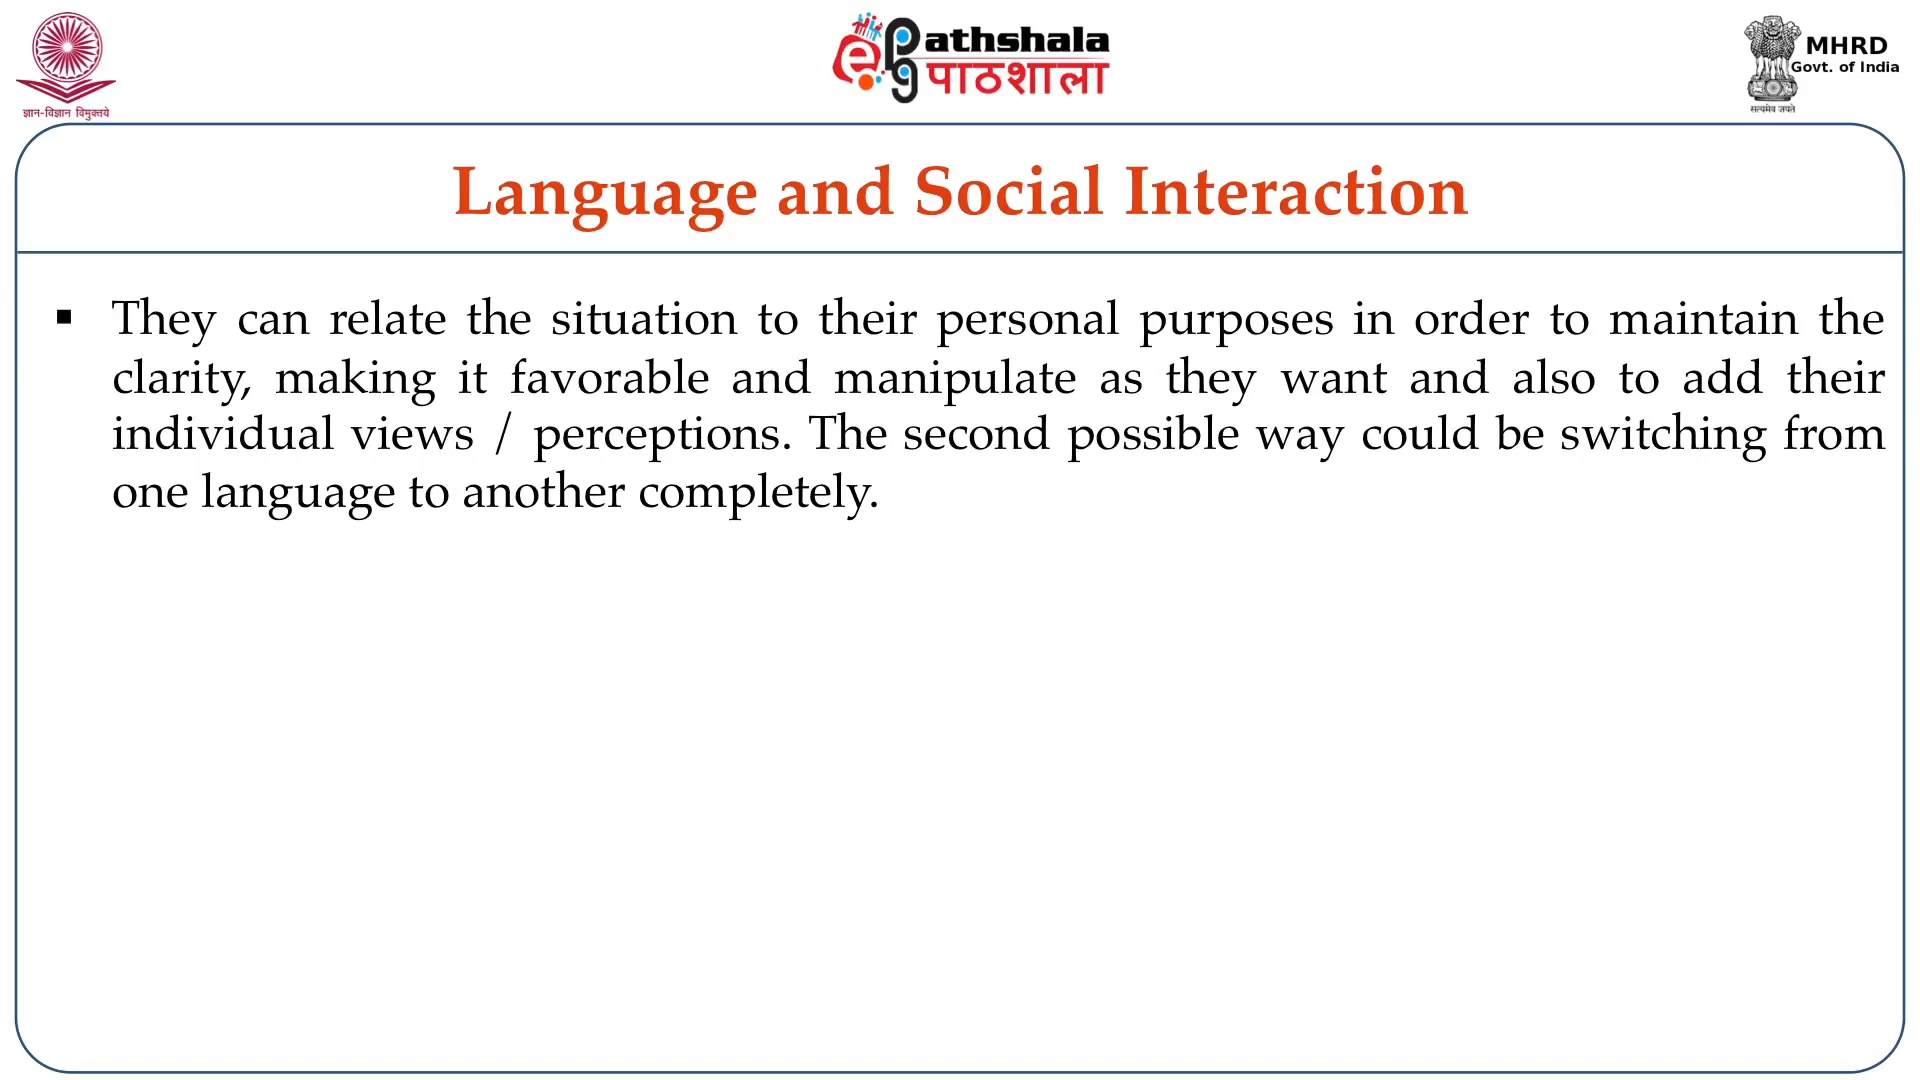 ज्ञान-विज्ञान विमुक्तये
e
Pathshala
पाठशाला
pg
MHRD
Govt. of India
सत्यमेव जयते
Language and Social Interaction
▪ They can relate the situation to their personal purposes in order to maintain the
clarity, making it favorable and manipulate as they want and also to add their
individual views / perceptions. The second possible way could be switching from
one language to another completely.